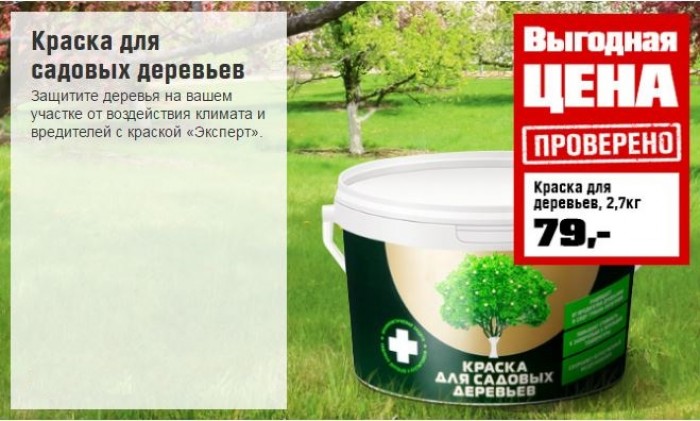 Краска для
садовых деревьев
Защитите деревья на вашем
участке от воздействия климата и
вредителей с краской «Эксперт».
Выгодная
ЦЕНА
ПРОВЕРЕНО
Краска для
деревьев, 2,7кг
79,-
КРАСКА
ДЛЯ САДОВЫХ
ДЕРЕВЬЕВ